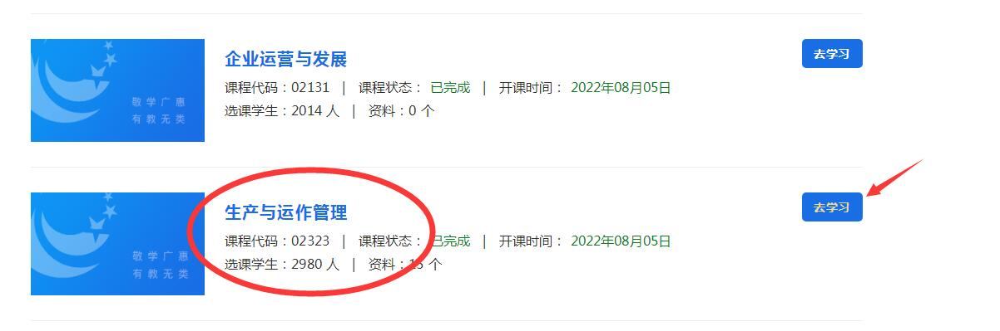 企业运营与发展
去学习
课程代码：02131 | 课程状态： 已完成 | 开课时间： 2022年08月05日
选课学生：2014 人 | 资料：0 个
敬学广惠
有教无类
生产与运作管理
去学习
课程代码：02323 | 课程状态： 已完成 | 开课时间： 2022年08月05日
选课学生：2980 人 | 资料：15 个
敬学广惠
有教无类